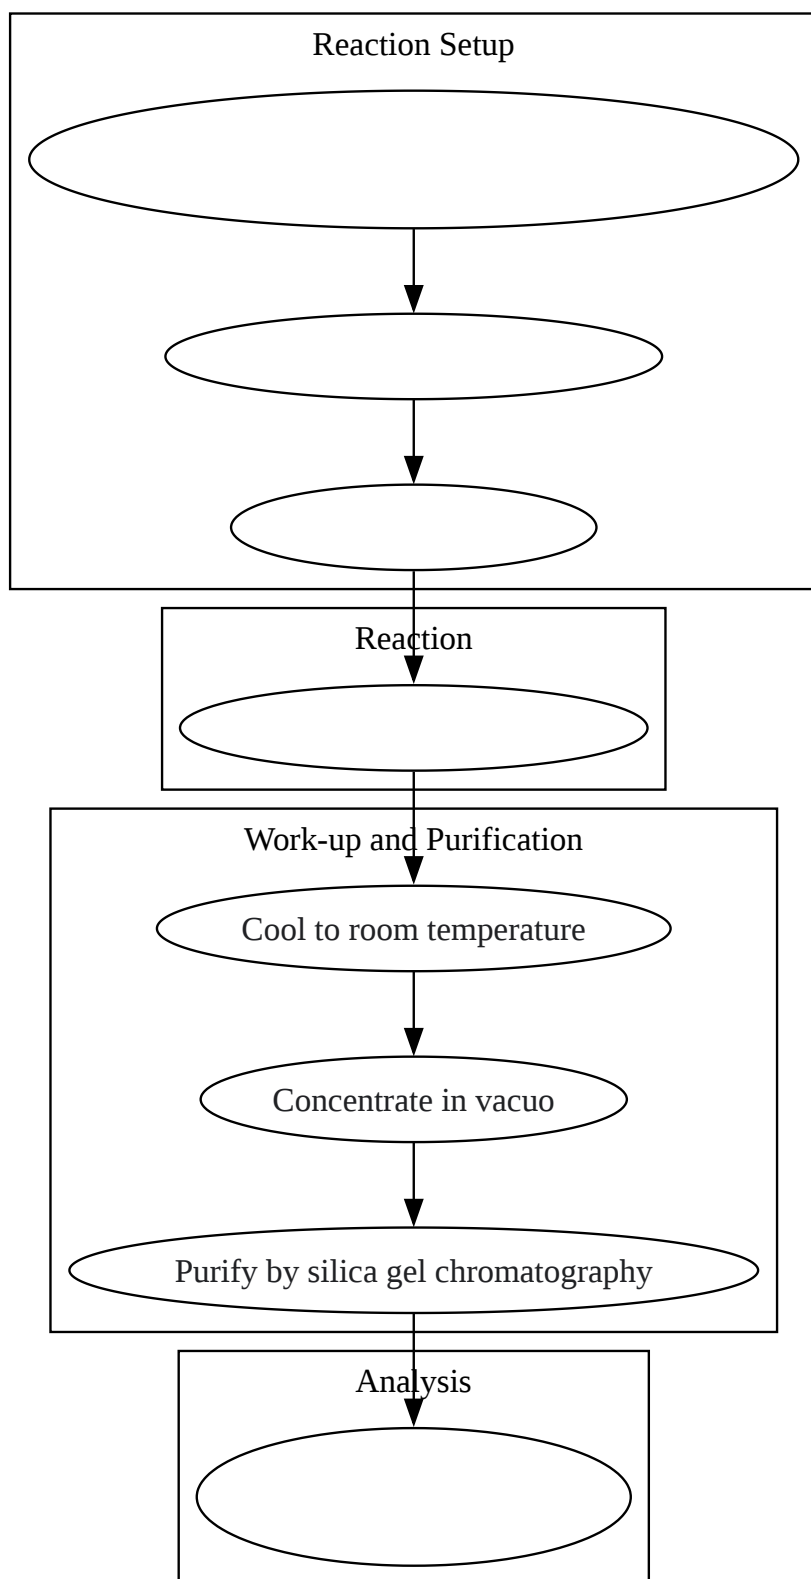 Reaction Setup
Reaction
Work-up and Purification
Cool to room temperature
Concentrate in vacuo
Purify by silica gel chromatography
Analysis